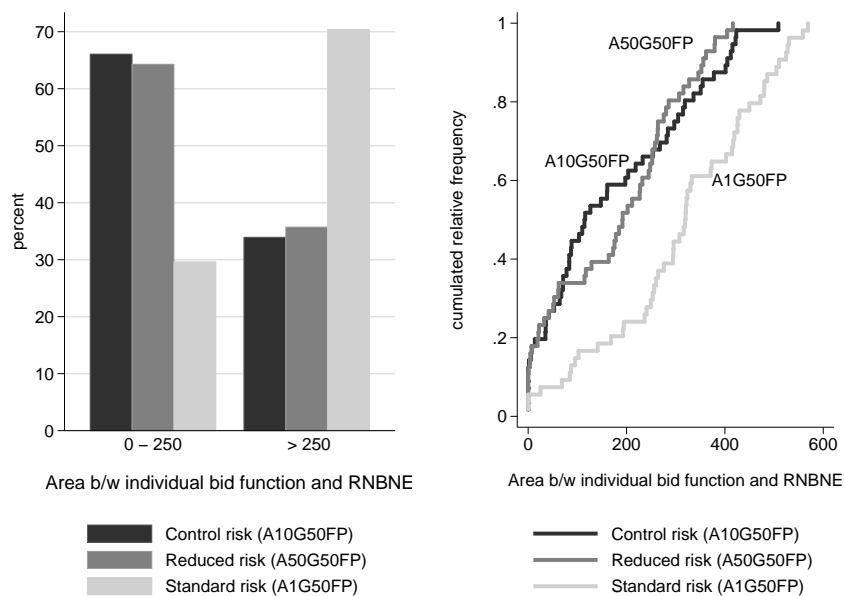 percent
70
60
50
40
30
20
10
0
0 – 250
> 250
Area b/w individual bid function and RNBNE
Control risk (A10G50FP)
Reduced risk (A50G50FP)
Standard risk (A1G50FP)
cumulated relative frequency
1
.8
.6
.4
.2
0
A50G50FP
A10G50FP
A1G50FP
0
200
400
600
Area b/w individual bid function and RNBNE
Control risk (A10G50FP)
Reduced risk (A50G50FP)
Standard risk (A1G50FP)